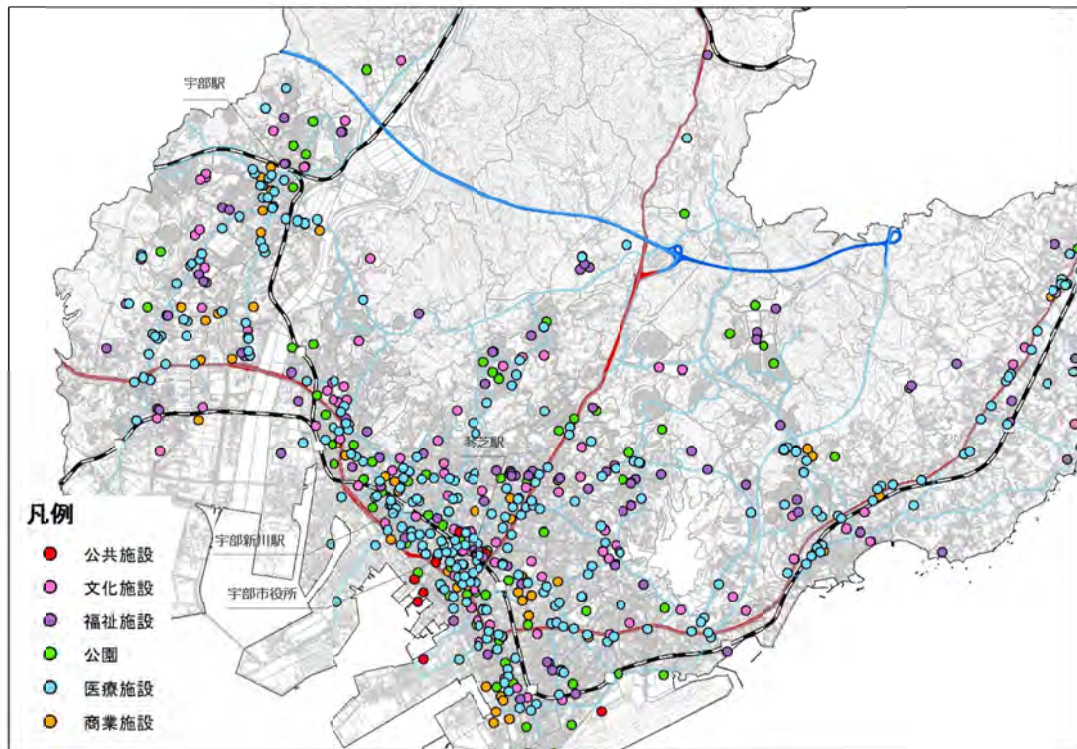 宇部駅
琴芝駅
凡例
公共施設
文化施設
福祉施設
公園
医療施設
商業施設
宇部新川駅
宇部市役所